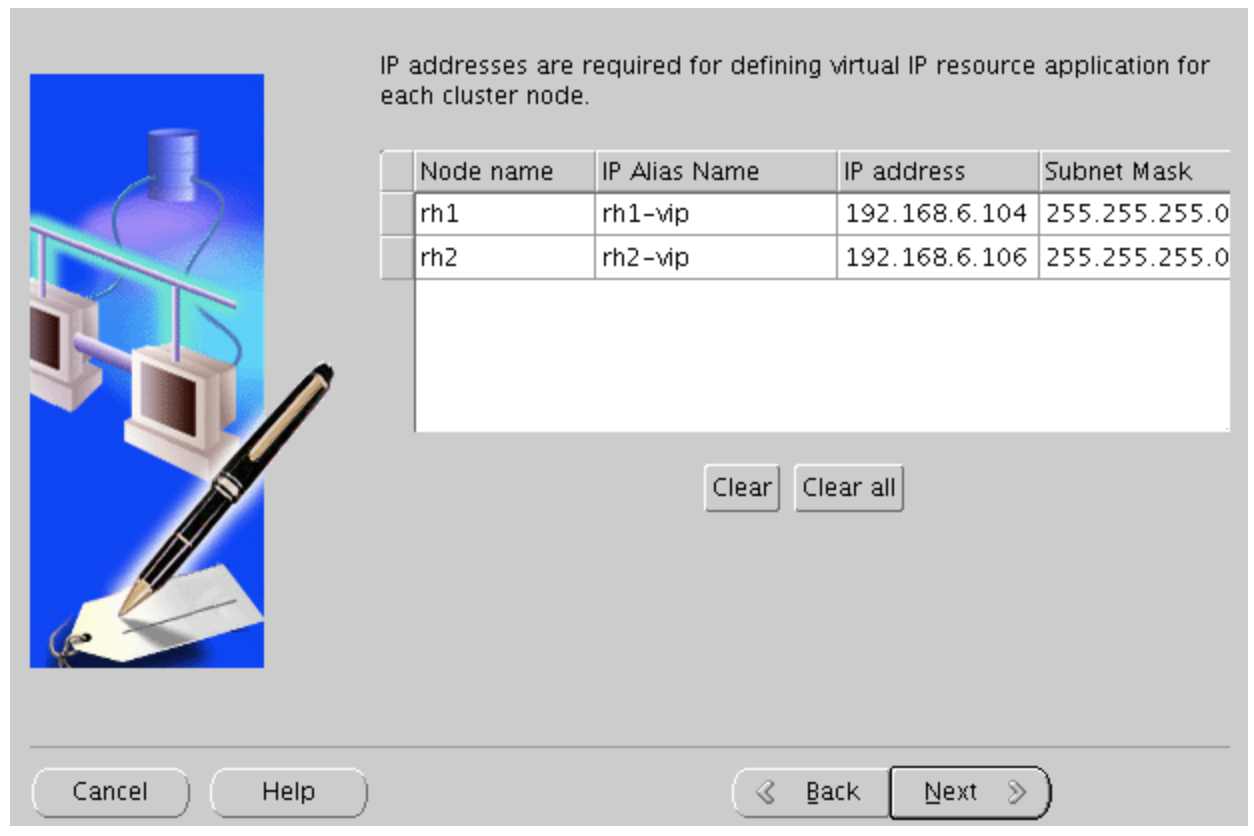 IP addresses are required for defining virtual IP resource application for
each cluster node.
Node name IP Alias Name IP address Subnet Mask
rh1 rh1-vip 192.168.6.104 255.255.255.0
rh2 rh2-vip 192.168.6.106 255.255.255.0
Clear Clear all
Cancel Help Back Next